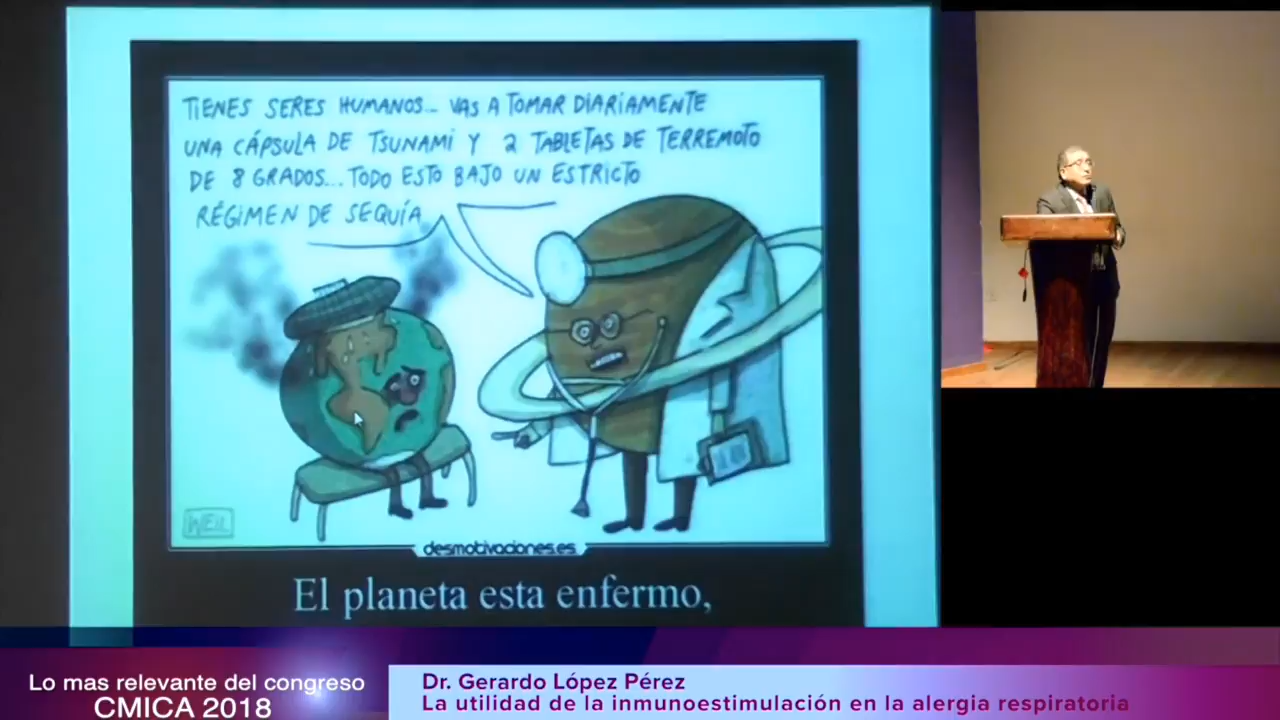 TIENES SERES HUMANOS... VAS A TOMAR DIARIAMENTE
UNA CÁPSULA DE TSUNAMI Y 2 TABLETAS DE TERREMOTO
DE 8 GRADOS... TODO ESTO BAJO UN ESTRICTO
RÉGIMEN DE SEQUÍA
WEIL
desmotivaciones.es
El planeta esta enfermo,
Lo mas relevante del congreso
CMICA 2018
Dr. Gerardo López Pérez
La utilidad de la inmunoestimulación en la alergia respiratoria